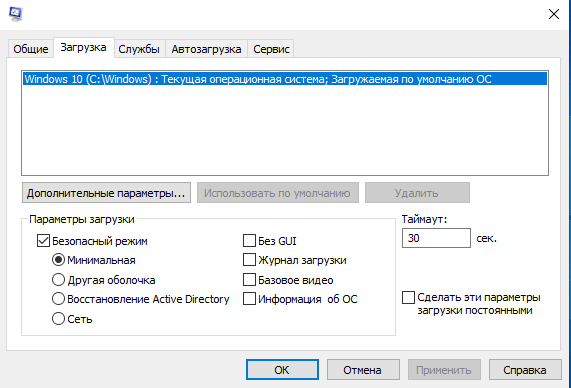 Общие Загрузка Службы Автозагрузка Сервис
Windows 10 (C:\Windows) : Текущая операционная система; Загружаемая по умолчанию ОС
Дополнительные параметры... Использовать по умолчанию Удалить
Параметры загрузки
Безопасный режим
Минимальная
Другая оболочка
Восстановление Active Directory
Сеть
Без GUI
Журнал загрузки
Базовое видео
Информация об ОС
Таймаут:
30 сек.
Сделать эти параметры
загрузки постоянными
ОК Отмена Применить Справка